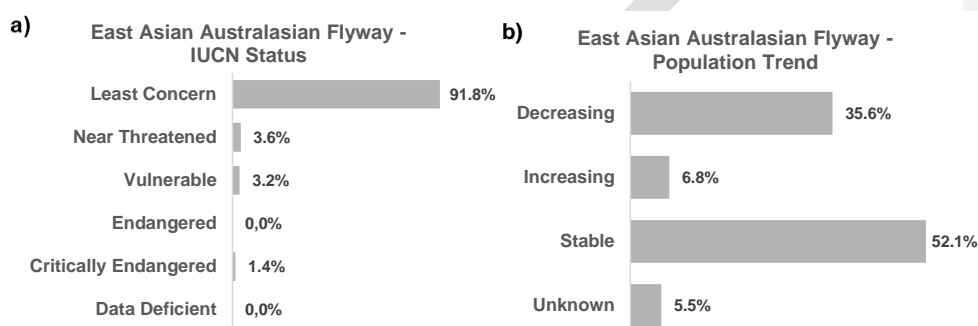 a)
East Asian Australasian Flyway -
IUCN Status
Least Concern 91.8%
Near Threatened 3.6%
Vulnerable 3.2%
Endangered 0,0%
Critically Endangered 1.4%
Data Deficient 0,0%
b)
East Asian Australasian Flyway -
Population Trend
Decreasing 35.6%
Increasing 6.8%
Stable 52.1%
Unknown 5.5%